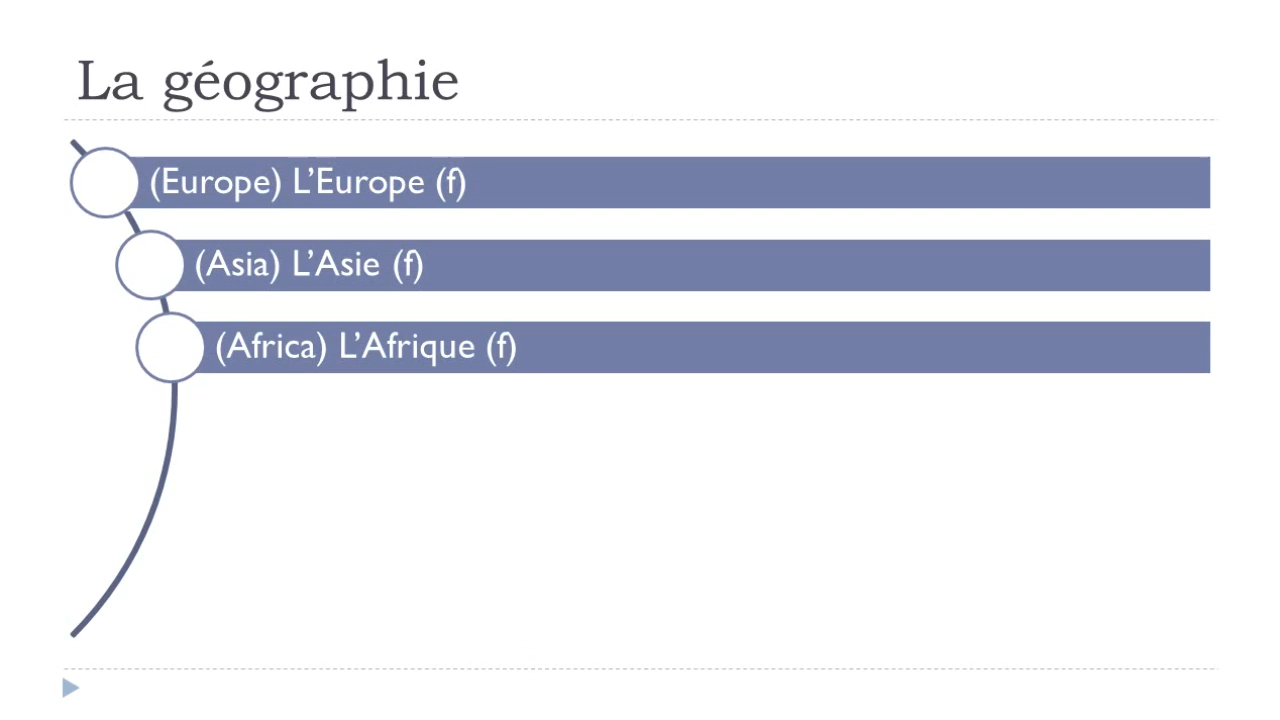 La géographie
(Europe) L’Europe (f)
(Asia) L’Asie (f)
(Africa) L’Afrique (f)